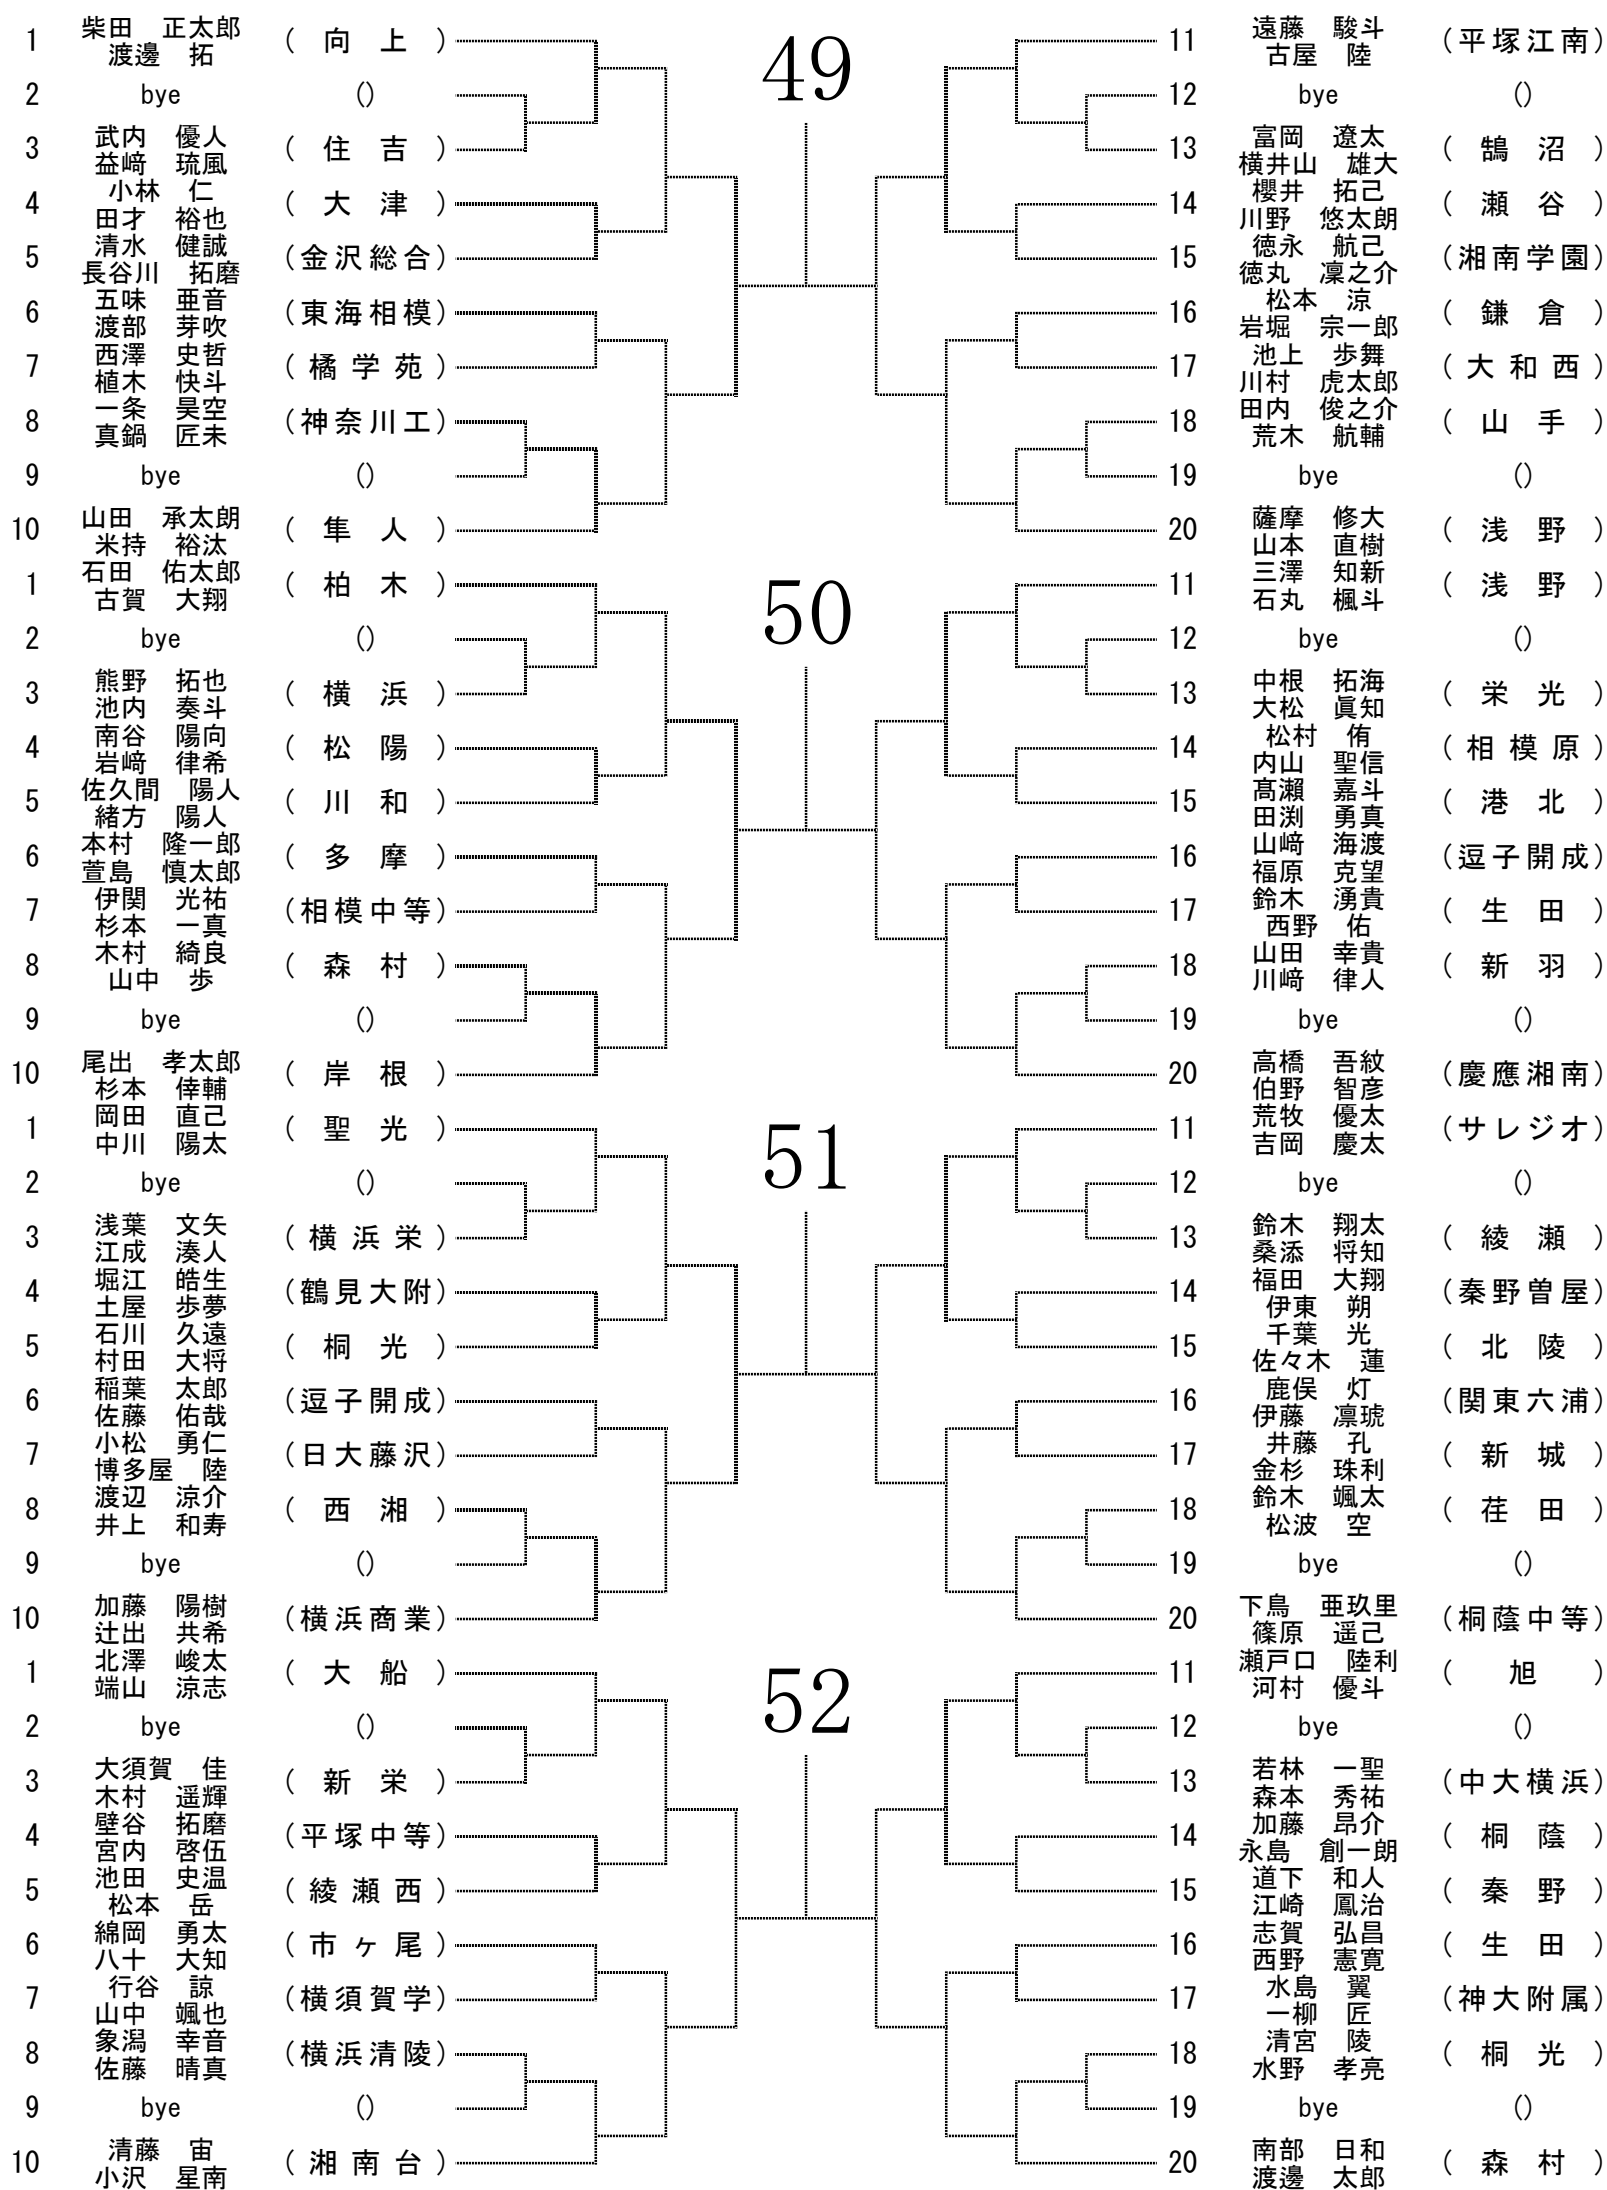 49
1 柴田 正太郎 渡邊 拓 (向上)
2 bye ()
3 武内 優人 益﨑 琉風 (住吉)
4 小林 仁 田才 裕也 (大津)
5 清水 健誠 長谷川 拓磨 (金沢総合)
6 五味 亜音 渡部 芽吹 (東海相模)
7 西澤 史哲 植木 快斗 (橘学苑)
8 一条 昊空 真鍋 匠未 (神奈川工)
9 bye ()
10 山田 承太朗 米持 裕汰 (隼人)
11 遠藤 駿斗 古屋 陸 (平塚江南)
12 bye ()
13 富岡 遼太 横井山 雄大 (鵠沼)
14 櫻井 拓己 川野 悠太朗 (瀬谷)
15 徳永 航己 徳丸 凜之介 (湘南学園)
16 松本 涼 岩堀 宗一郎 (鎌倉)
17 池上 歩舞 川村 虎太郎 (大和西)
18 田内 俊之介 荒木 航輔 (山手)
19 bye ()
20 薩摩 修大 山本 直樹 (浅野)
50
1 石田 佑太郎 古賀 大翔 (柏木)
2 bye ()
3 熊野 拓也 池内 奏斗 (横浜)
4 南谷 陽向 岩﨑 律希 (松陽)
5 佐久間 陽人 緒方 陽人 (川和)
6 本村 隆一郎 萱島 慎太郎 (多摩)
7 伊関 光祐 杉本 一真 (相模中等)
8 木村 綺良 山中 歩 (森村)
9 bye ()
10 尾出 孝太郎 杉本 倖輔 (岸根)
11 三澤 知新 石丸 楓斗 (浅野)
12 bye ()
13 中根 拓海 大松 眞知 (栄光)
14 松村 侑 内山 聖信 (相模原)
15 髙瀨 嘉斗 田渕 勇真 (港北)
16 山﨑 海渡 福原 克望 (逗子開成)
17 鈴木 湧貴 西野 佑 (生田)
18 山田 幸貴 川﨑 律人 (新羽)
19 bye ()
20 高橋 吾紋 伯野 智彦 (慶應湘南)
51
1 岡田 直己 中川 陽太 (聖光)
2 bye ()
3 浅葉 文矢 江成 湊人 (横浜栄)
4 堀江 皓生 土屋 歩夢 (鶴見大附)
5 石川 久遠 村田 大将 (桐光)
6 稲葉 太郎 佐藤 佑哉 (逗子開成)
7 小松 勇仁 博多屋 陸 (日大藤沢)
8 渡辺 涼介 井上 和寿 (西湘)
9 bye ()
10 加藤 陽樹 辻出 共希 (横浜商業)
11 荒牧 優太 吉岡 慶太 (サレジオ)
12 bye ()
13 鈴木 翔太 桑添 将知 (綾瀬)
14 福田 大翔 伊東 朔 (秦野曽屋)
15 千葉 光 佐々木 蓮 (北陵)
16 鹿俣 灯 伊藤 凛琥 (関東六浦)
17 井藤 孔 金杉 珠利 (新城)
18 鈴木 颯太 松波 空 (荏田)
19 bye ()
20 下鳥 亜玖里 篠原 遥己 (桐蔭中等)
52
1 北澤 峻太 端山 涼志 (大船)
2 bye ()
3 大須賀 佳 木村 遥輝 (新栄)
4 壁谷 拓磨 宮内 啓伍 (平塚中等)
5 池田 史温 松本 岳 (綾瀬西)
6 綿岡 勇太 八十 大知 (市ヶ尾)
7 行谷 諒 山中 颯也 (横須賀学)
8 象潟 幸音 佐藤 晴真 (横浜清陵)
9 bye ()
10 清藤 宙 小沢 星南 (湘南台)
11 瀬戸口 陸利 河村 優斗 (旭)
12 bye ()
13 若林 一聖 森本 秀祐 (中大横浜)
14 加藤 昂介 永島 創一朗 (桐蔭)
15 道下 和人 江崎 鳳治 (秦野)
16 志賀 弘昌 西野 憲寛 (生田)
17 水島 翼 一柳 匠 (神大附属)
18 清宮 陵 水野 孝亮 (桐光)
19 bye ()
20 南部 日和 渡邊 太郎 (森村)